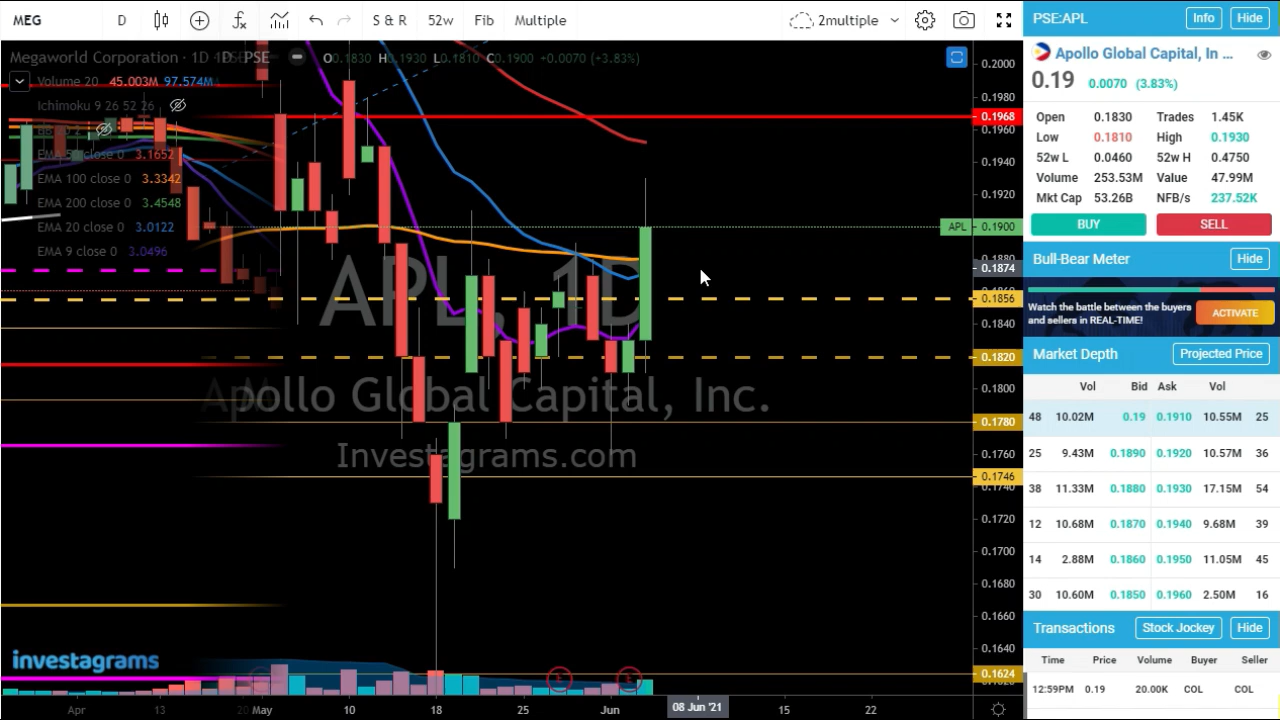 MEG D S & R 52w Fib Multiple 2multiple
Megaworld Corporation · 1D PSE O0.1830 H0.1930 L0.1810 C0.1900 +0.0070 (+3.83%)
Volume 20 45.003M 97.574M
Ichimoku 9 26 52 26
EMA 50 close 0 3.1652
EMA 100 close 0 3.3342
EMA 200 close 0 3.4548
EMA 20 close 0 3.0122
EMA 9 close 0 3.0496
APL, 1D
Apollo Global Capital, Inc.
Investagrams.com
investagrams
0.2000
0.1980
0.1968
0.1960
0.1940
0.1920
APL 0.1900
0.1874
0.1856
0.1840
0.1820
0.1800
0.1780
0.1760
0.1746
0.1740
0.1720
0.1700
0.1680
0.1660
0.1640
0.1624
Apr 13 20 May 10 18 25 Jun 08 Jun '21 15 22
PSE:APL Info Hide
Apollo Global Capital, In ...
0.19 0.0070 (3.83%)
Open 0.1830 Trades 1.45K
Low 0.1810 High 0.1930
52w L 0.0460 52w H 0.4750
Volume 253.53M Value 47.99M
Mkt Cap 53.26B NFB/s 237.52K
BUY SELL
Bull-Bear Meter Hide
Watch the battle between the buyers
and sellers in REAL-TIME!
ACTIVATE
Market Depth Projected Price
Vol Bid Ask Vol
48 10.02M 0.19 0.1910 10.55M 25
25 9.43M 0.1890 0.1920 10.57M 36
38 11.33M 0.1880 0.1930 17.15M 54
12 10.68M 0.1870 0.1940 9.68M 39
14 2.88M 0.1860 0.1950 11.05M 45
30 10.60M 0.1850 0.1960 2.50M 16
Transactions Stock Jockey Hide
Time Price Volume Buyer Seller
12:59PM 0.19 20.00K COL COL